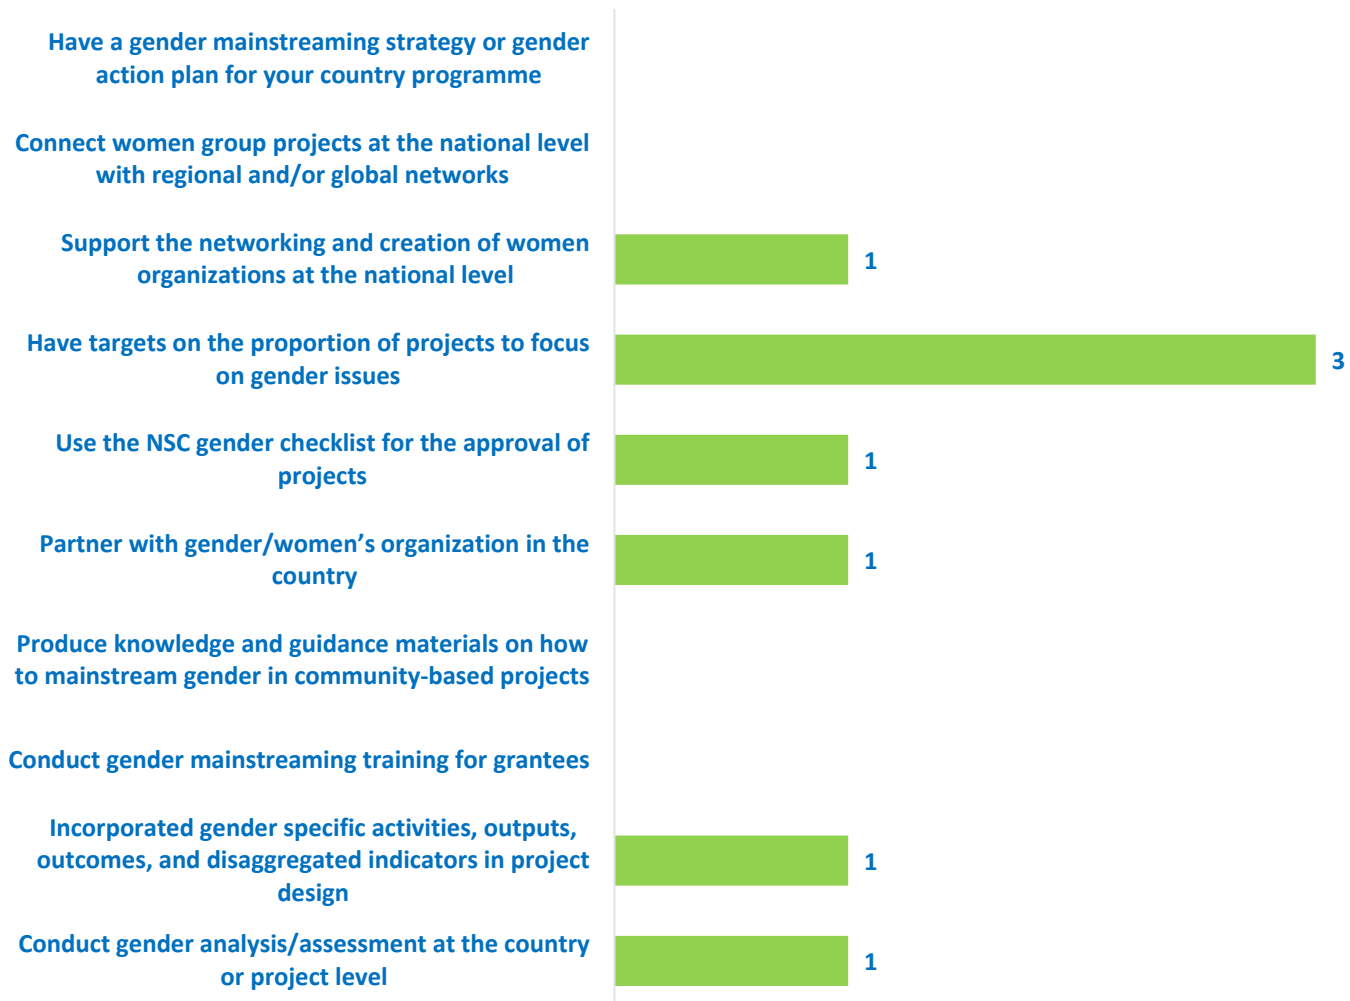 Have a gender mainstreaming strategy or gender
action plan for your country programme
Connect women group projects at the national level
with regional and/or global networks
Support the networking and creation of women
organizations at the national level
1
Have targets on the proportion of projects to focus
on gender issues
3
Use the NSC gender checklist for the approval of
projects
1
Partner with gender/women’s organization in the
country
1
Produce knowledge and guidance materials on how
to mainstream gender in community-based projects
Conduct gender mainstreaming training for grantees
Incorporated gender specific activities, outputs,
outcomes, and disaggregated indicators in project
design
1
Conduct gender analysis/assessment at the country
or project level
1